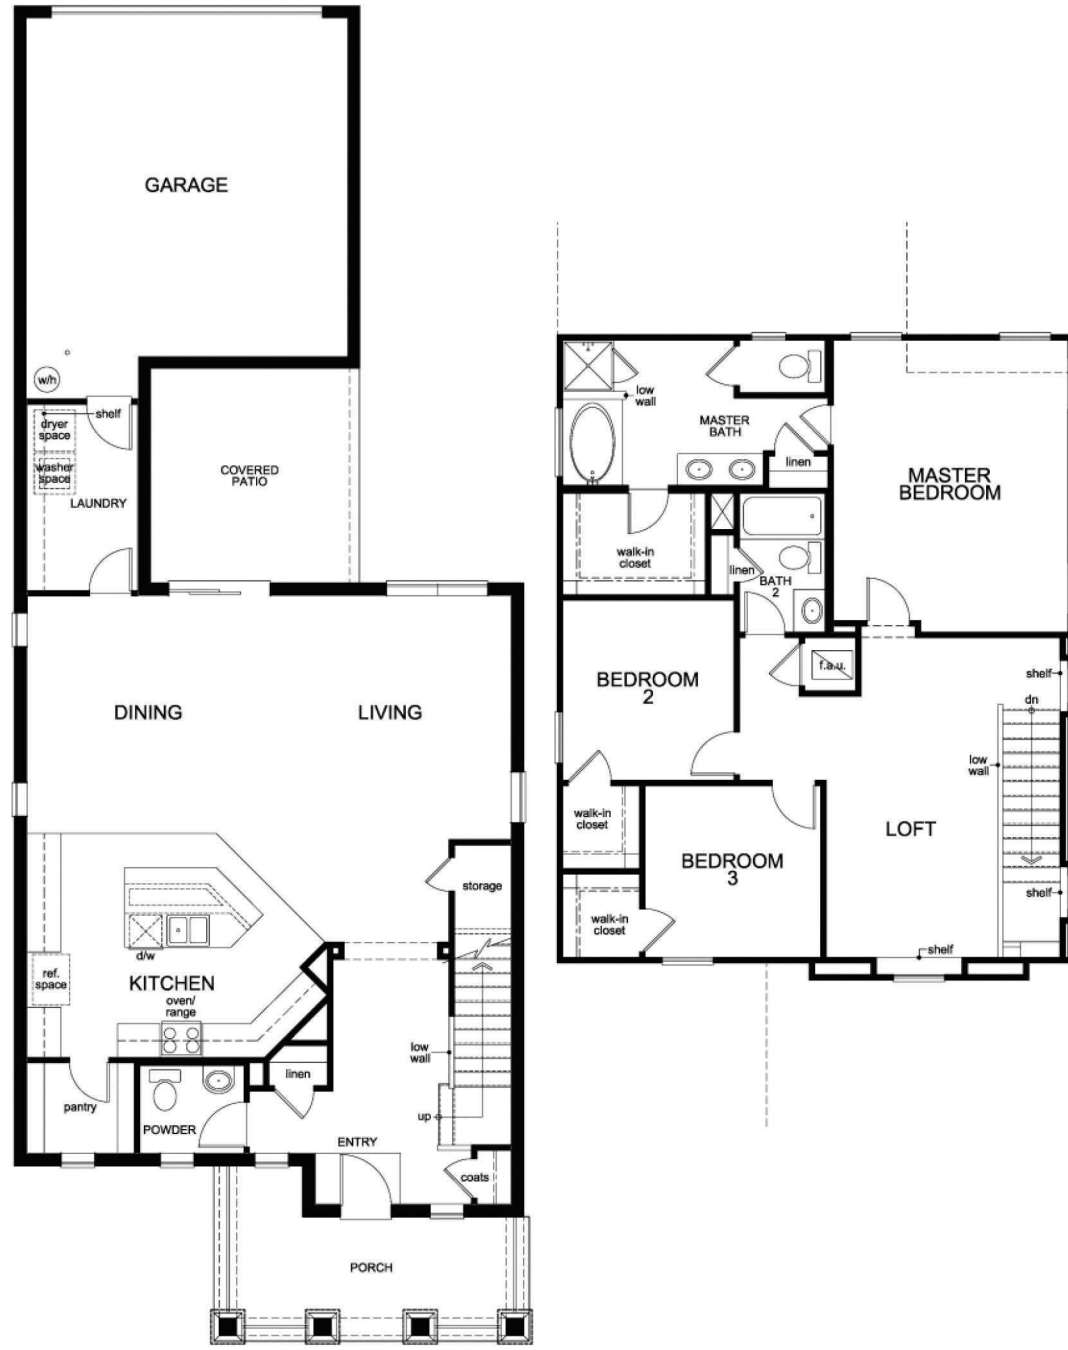 GARAGE
w/h
shelf
dryer
space
washer
space
LAUNDRY
COVERED
PATIO
DINING
LIVING
storage
d/w
KITCHEN
ref.
space
oven/
range
low
wall
linen
pantry
up
POWDER
ENTRY
coats
PORCH
low
wall
MASTER
BATH
linen
MASTER
BEDROOM
walk-in
closet
linen
BATH
2
f.a.u.
shelf
BEDROOM
2
dn
low
wall
walk-in
closet
LOFT
BEDROOM
3
shelf
walk-in
closet
shelf